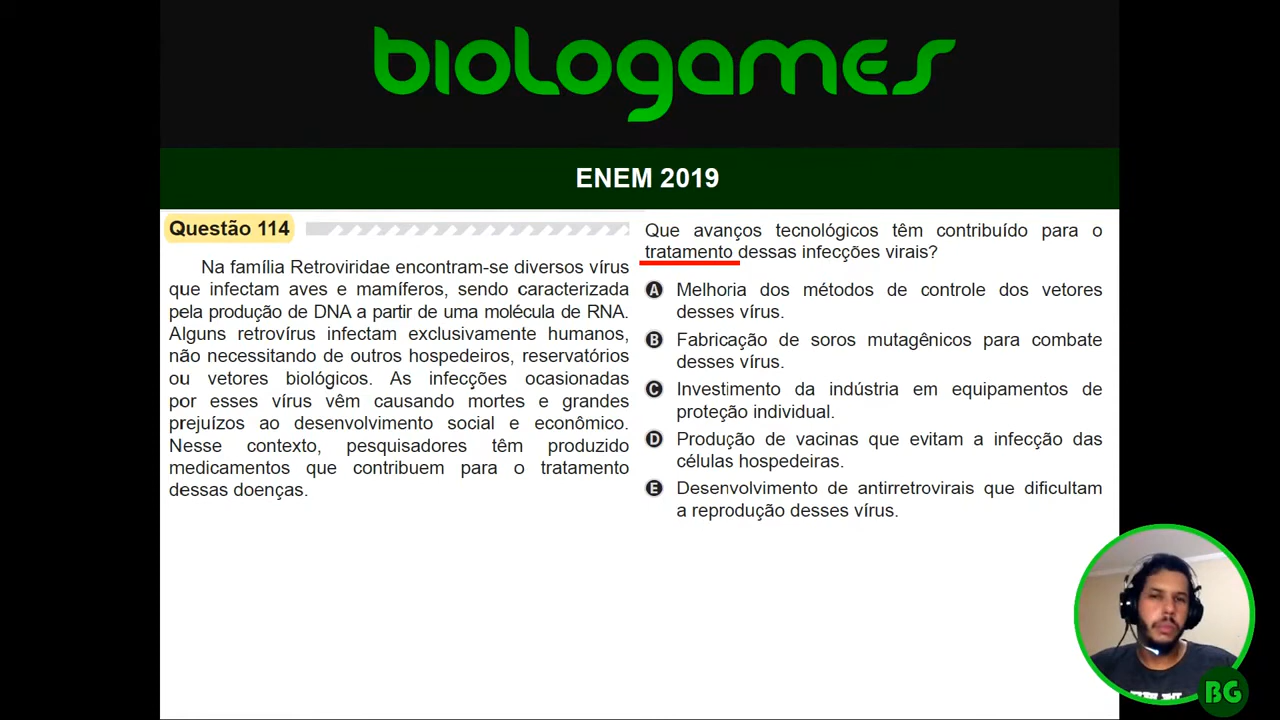 biologames
ENEM 2019
Questão 114
Na família Retroviridae encontram-se diversos vírus
que infectam aves e mamíferos, sendo caracterizada
pela produção de DNA a partir de uma molécula de RNA.
Alguns retrovírus infectam exclusivamente humanos,
não necessitando de outros hospedeiros, reservatórios
ou vetores biológicos. As infecções ocasionadas
por esses vírus vêm causando mortes e grandes
prejuízos ao desenvolvimento social e econômico.
Nesse contexto, pesquisadores têm produzido
medicamentos que contribuem para o tratamento
dessas doenças.
Que avanços tecnológicos têm contribuído para o
tratamento dessas infecções virais?
A Melhoria dos métodos de controle dos vetores
desses vírus.
B Fabricação de soros mutagênicos para combate
desses vírus.
C Investimento da indústria em equipamentos de
proteção individual.
D Produção de vacinas que evitam a infecção das
células hospedeiras.
E Desenvolvimento de antirretrovirais que dificultam
a reprodução desses vírus.
BG